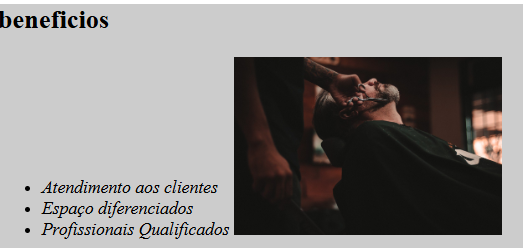 beneficios
Atendimento aos clientes
Espaço diferenciados
Profissionais Qualificados